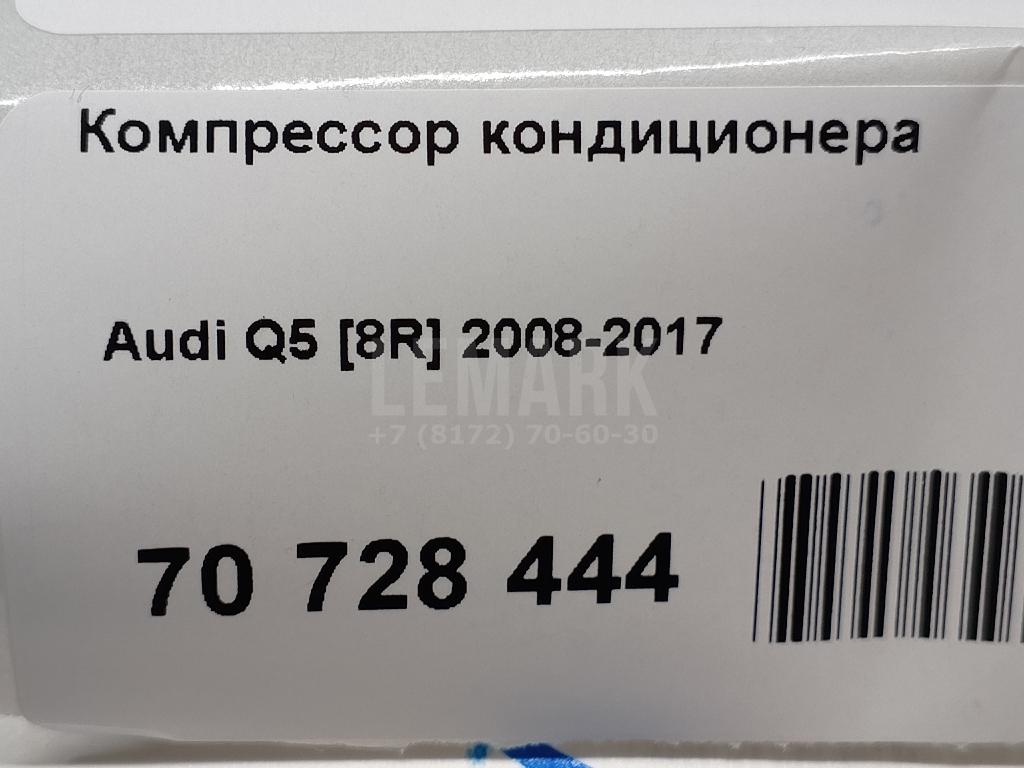 Компрессор кондиционера
Audi Q5 [8R] 2008-2017
LEMARK
+7 (8172) 70-60-30
70 728 444